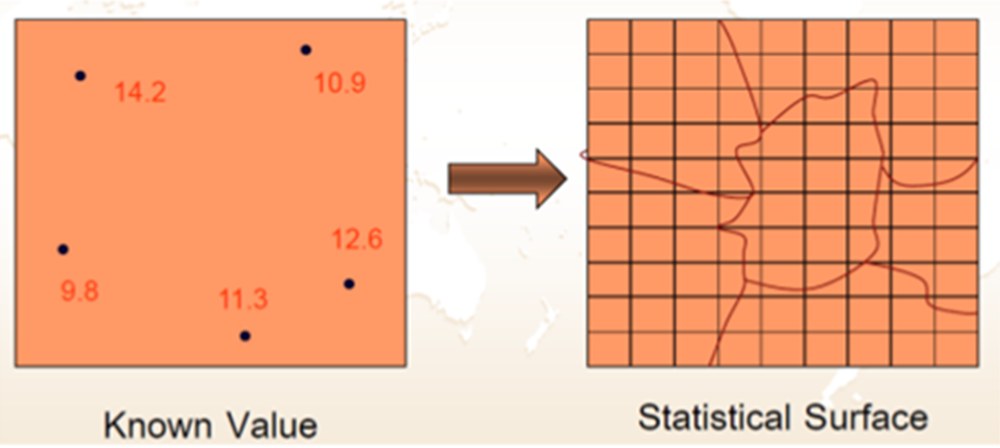 10.9
14.2
12.6
9.8
11.3
Known Value
Statistical Surface